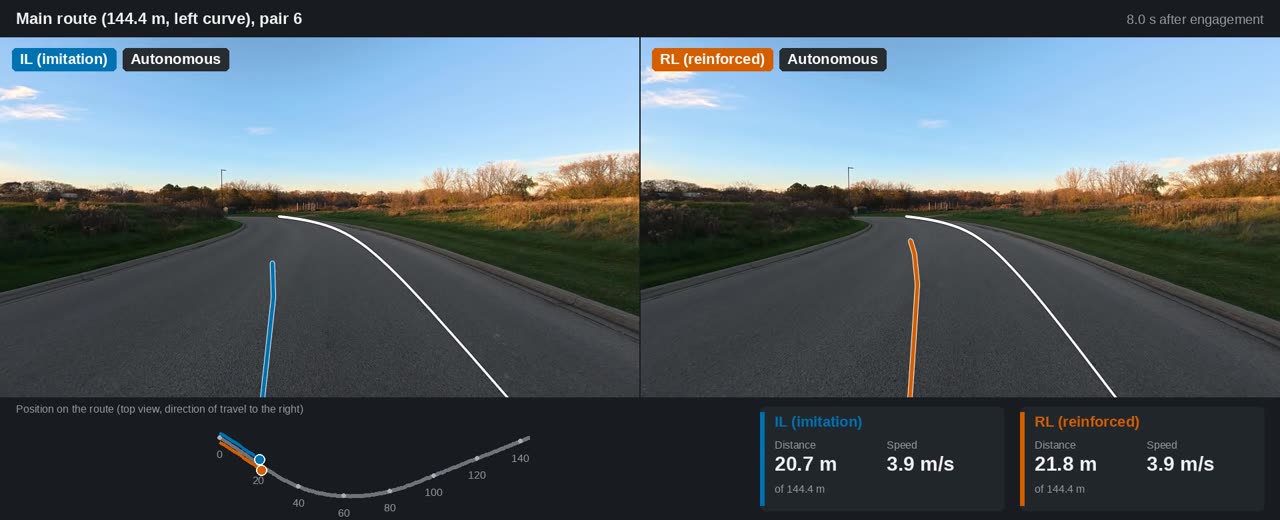 Main route (144.4 m, left curve), pair 6
8.0 s after engagement
IL (imitation) Autonomous
RL (reinforced) Autonomous
Position on the route (top view, direction of travel to the right)
0
20
40
60
80
100
120
140
IL (imitation)
Distance Speed
20.7 m 3.9 m/s
of 144.4 m
RL (reinforced)
Distance Speed
21.8 m 3.9 m/s
of 144.4 m